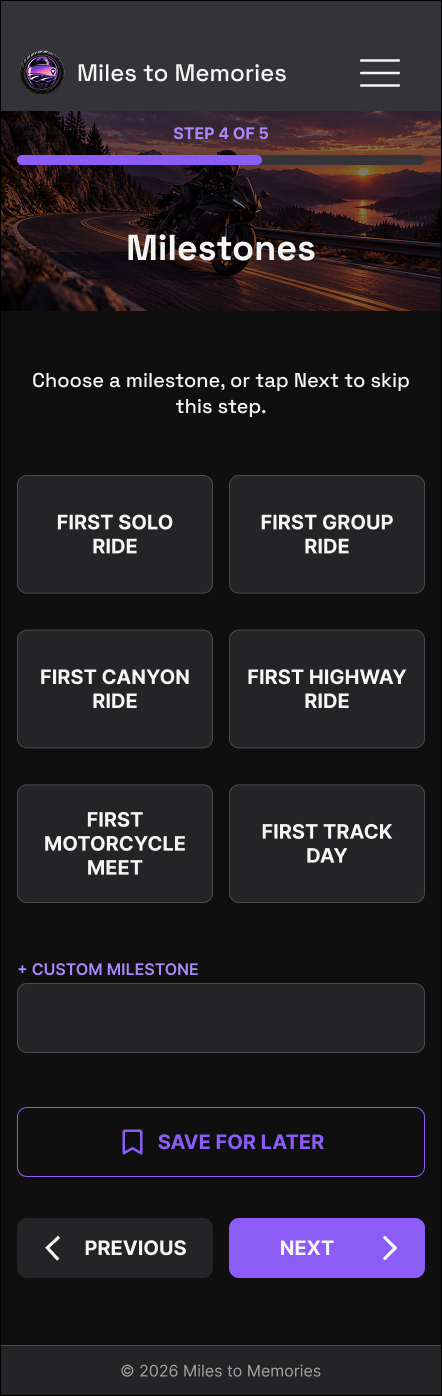 Miles to Memories
STEP 4 OF 5
Milestones
Choose a milestone, or tap Next to skip
this step.
FIRST SOLO
RIDE
FIRST GROUP
RIDE
FIRST CANYON
RIDE
FIRST HIGHWAY
RIDE
FIRST
MOTORCYCLE
MEET
FIRST TRACK
DAY
+ CUSTOM MILESTONE
SAVE FOR LATER
PREVIOUS
NEXT
© 2026 Miles to Memories